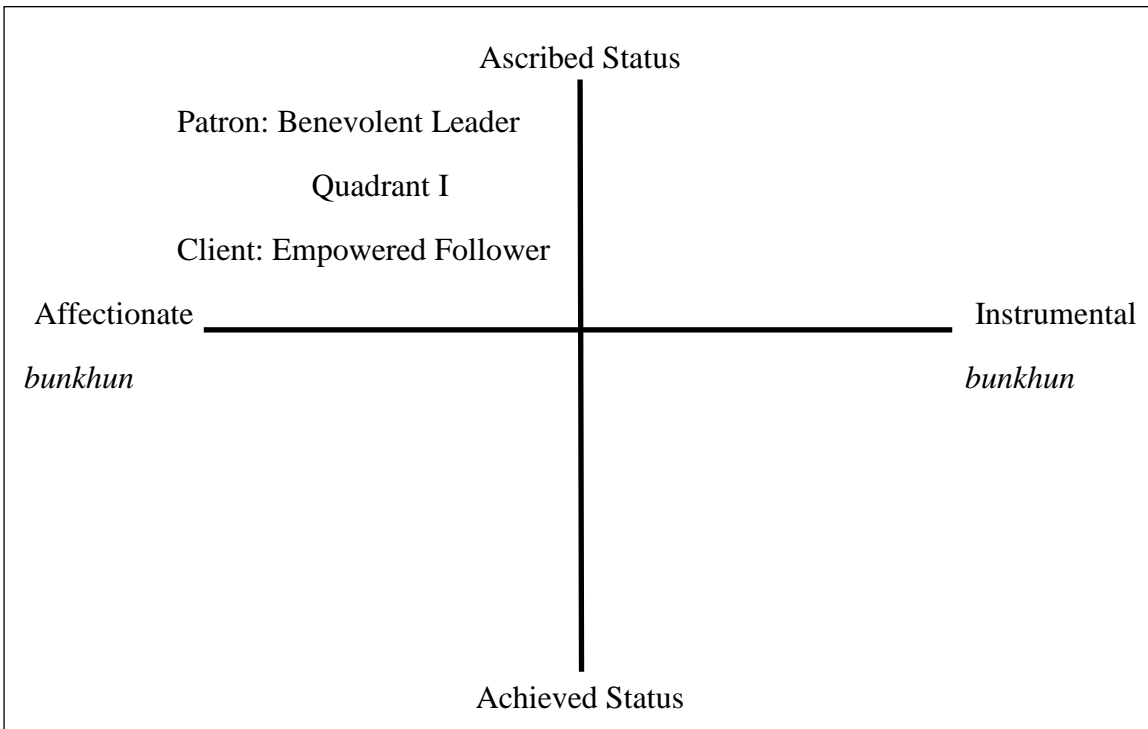 Ascribed Status
Patron: Benevolent Leader
Quadrant I
Client: Empowered Follower
Affectionate
Instrumental
bunkhun
bunkhun
Achieved Status